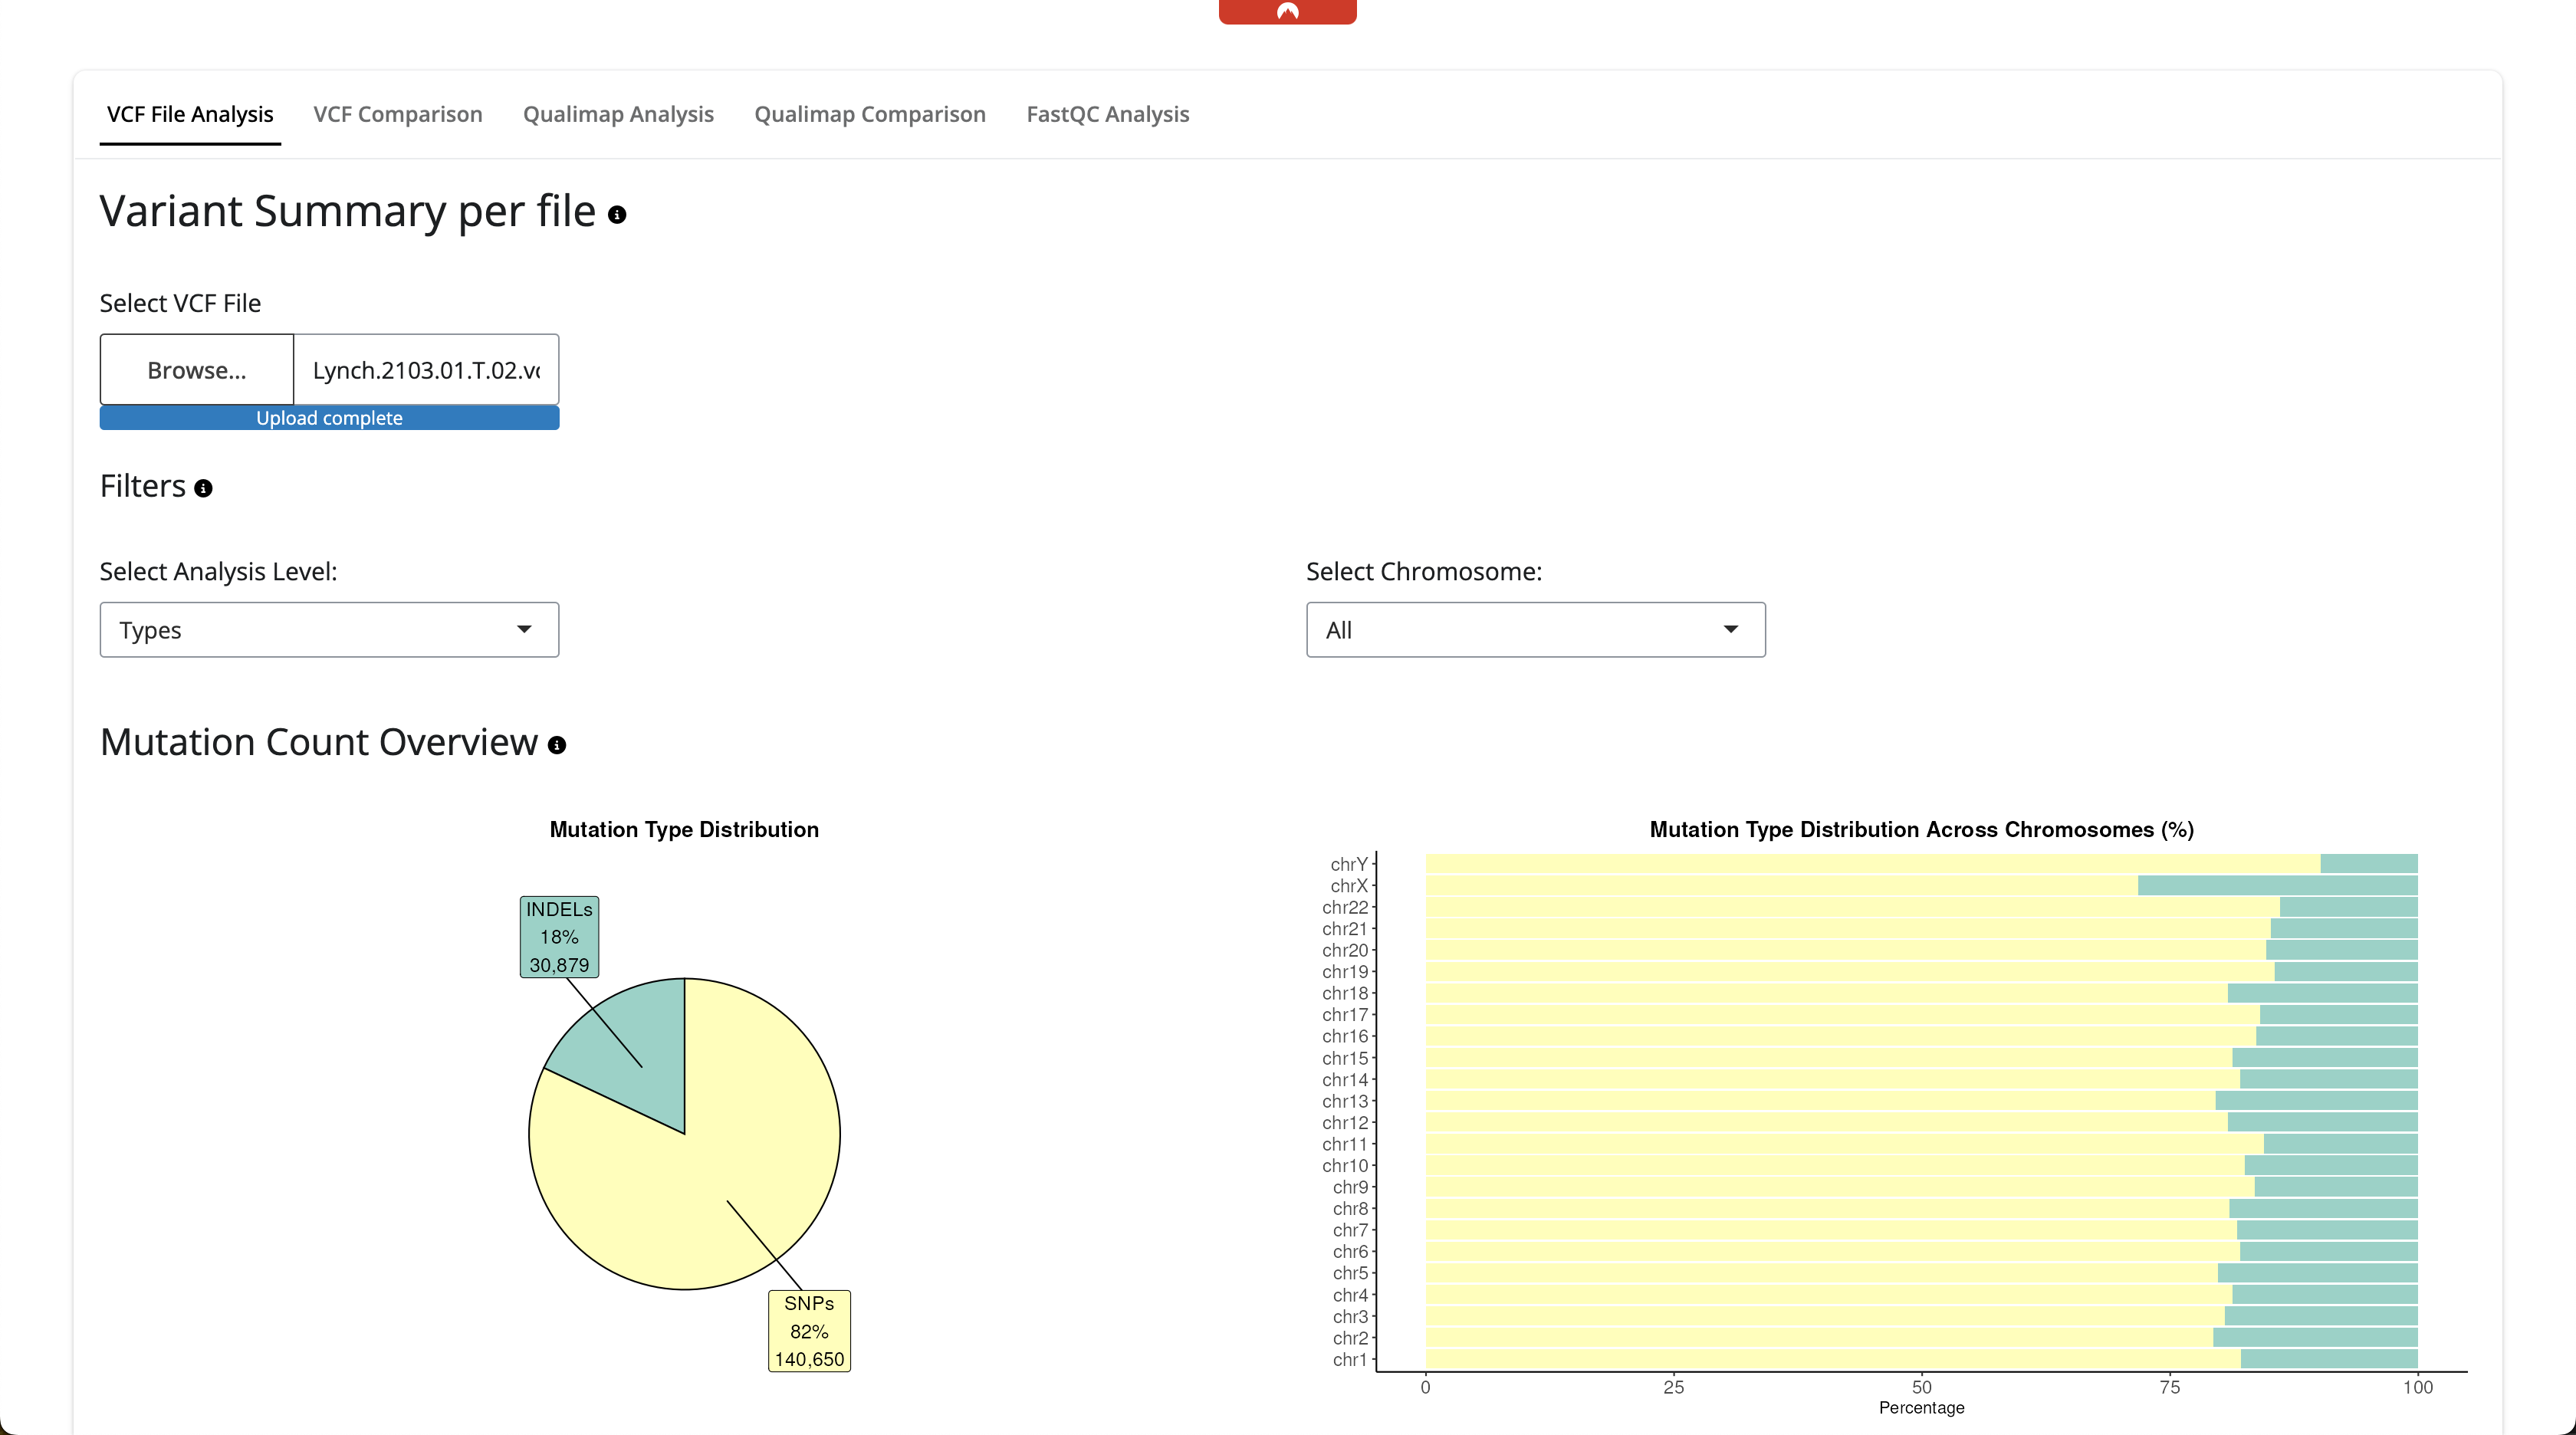 VCF File Analysis
VCF Comparison
Qualimap Analysis
Qualimap Comparison
FastQC Analysis
Variant Summary per file
Select VCF File
Browse...
Lynch.2103.01.T.02.vc
Upload complete
Filters
Select Analysis Level:
Types
Select Chromosome:
All
Mutation Count Overview
Mutation Type Distribution
INDELs
18%
30,879
SNPs
82%
140,650
Mutation Type Distribution Across Chromosomes (%)
chrY
chrX
chr22
chr21
chr20
chr19
chr18
chr17
chr16
chr15
chr14
chr13
chr12
chr11
chr10
chr9
chr8
chr7
chr6
chr5
chr4
chr3
chr2
chr1
0 25 50 75 100
Percentage